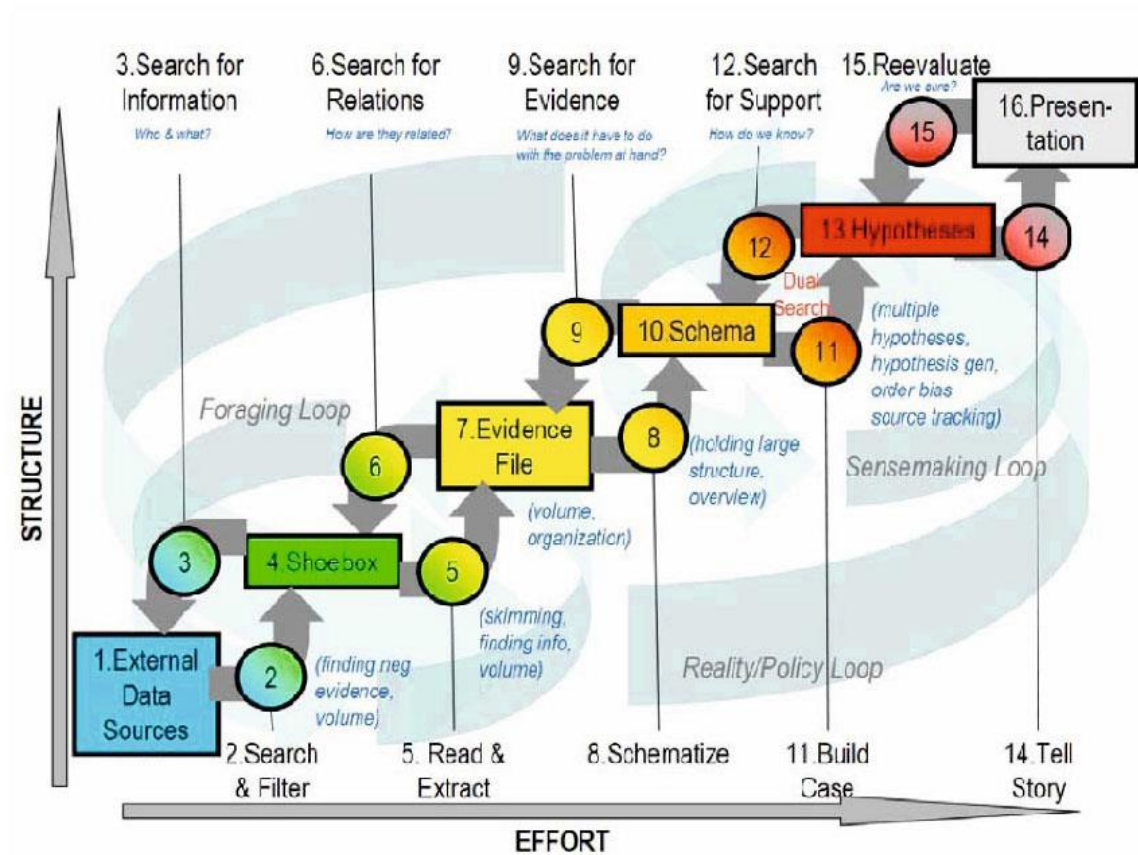 3.Search for
Information
Who & what?
6.Search for
Relations
How are they related?
9.Search for
Evidence
What does it have to do
with the problem at hand?
12.Search
for Support
How do we know?
15.Reevaluate
Are we sure?
16.Presen-
tation
15
13.Hypotheses
14
12
Dual
Search
9
10.Schema
11
(multiple
hypotheses,
hypothesis gen,
order bias
source tracking)
Foraging Loop
7.Evidence
File
8
(holding large
structure,
overview)
Sensemaking Loop
6
(volume,
organization)
3
4.Shoebox
5
(skimming,
finding info,
volume)
1.External
Data
Sources
2
(finding neg
evidence,
volume)
Reality/Policy Loop
2.Search
& Filter
5. Read &
Extract
8.Schematize
11.Build
Case
14.Tell
Story
STRUCTURE
EFFORT